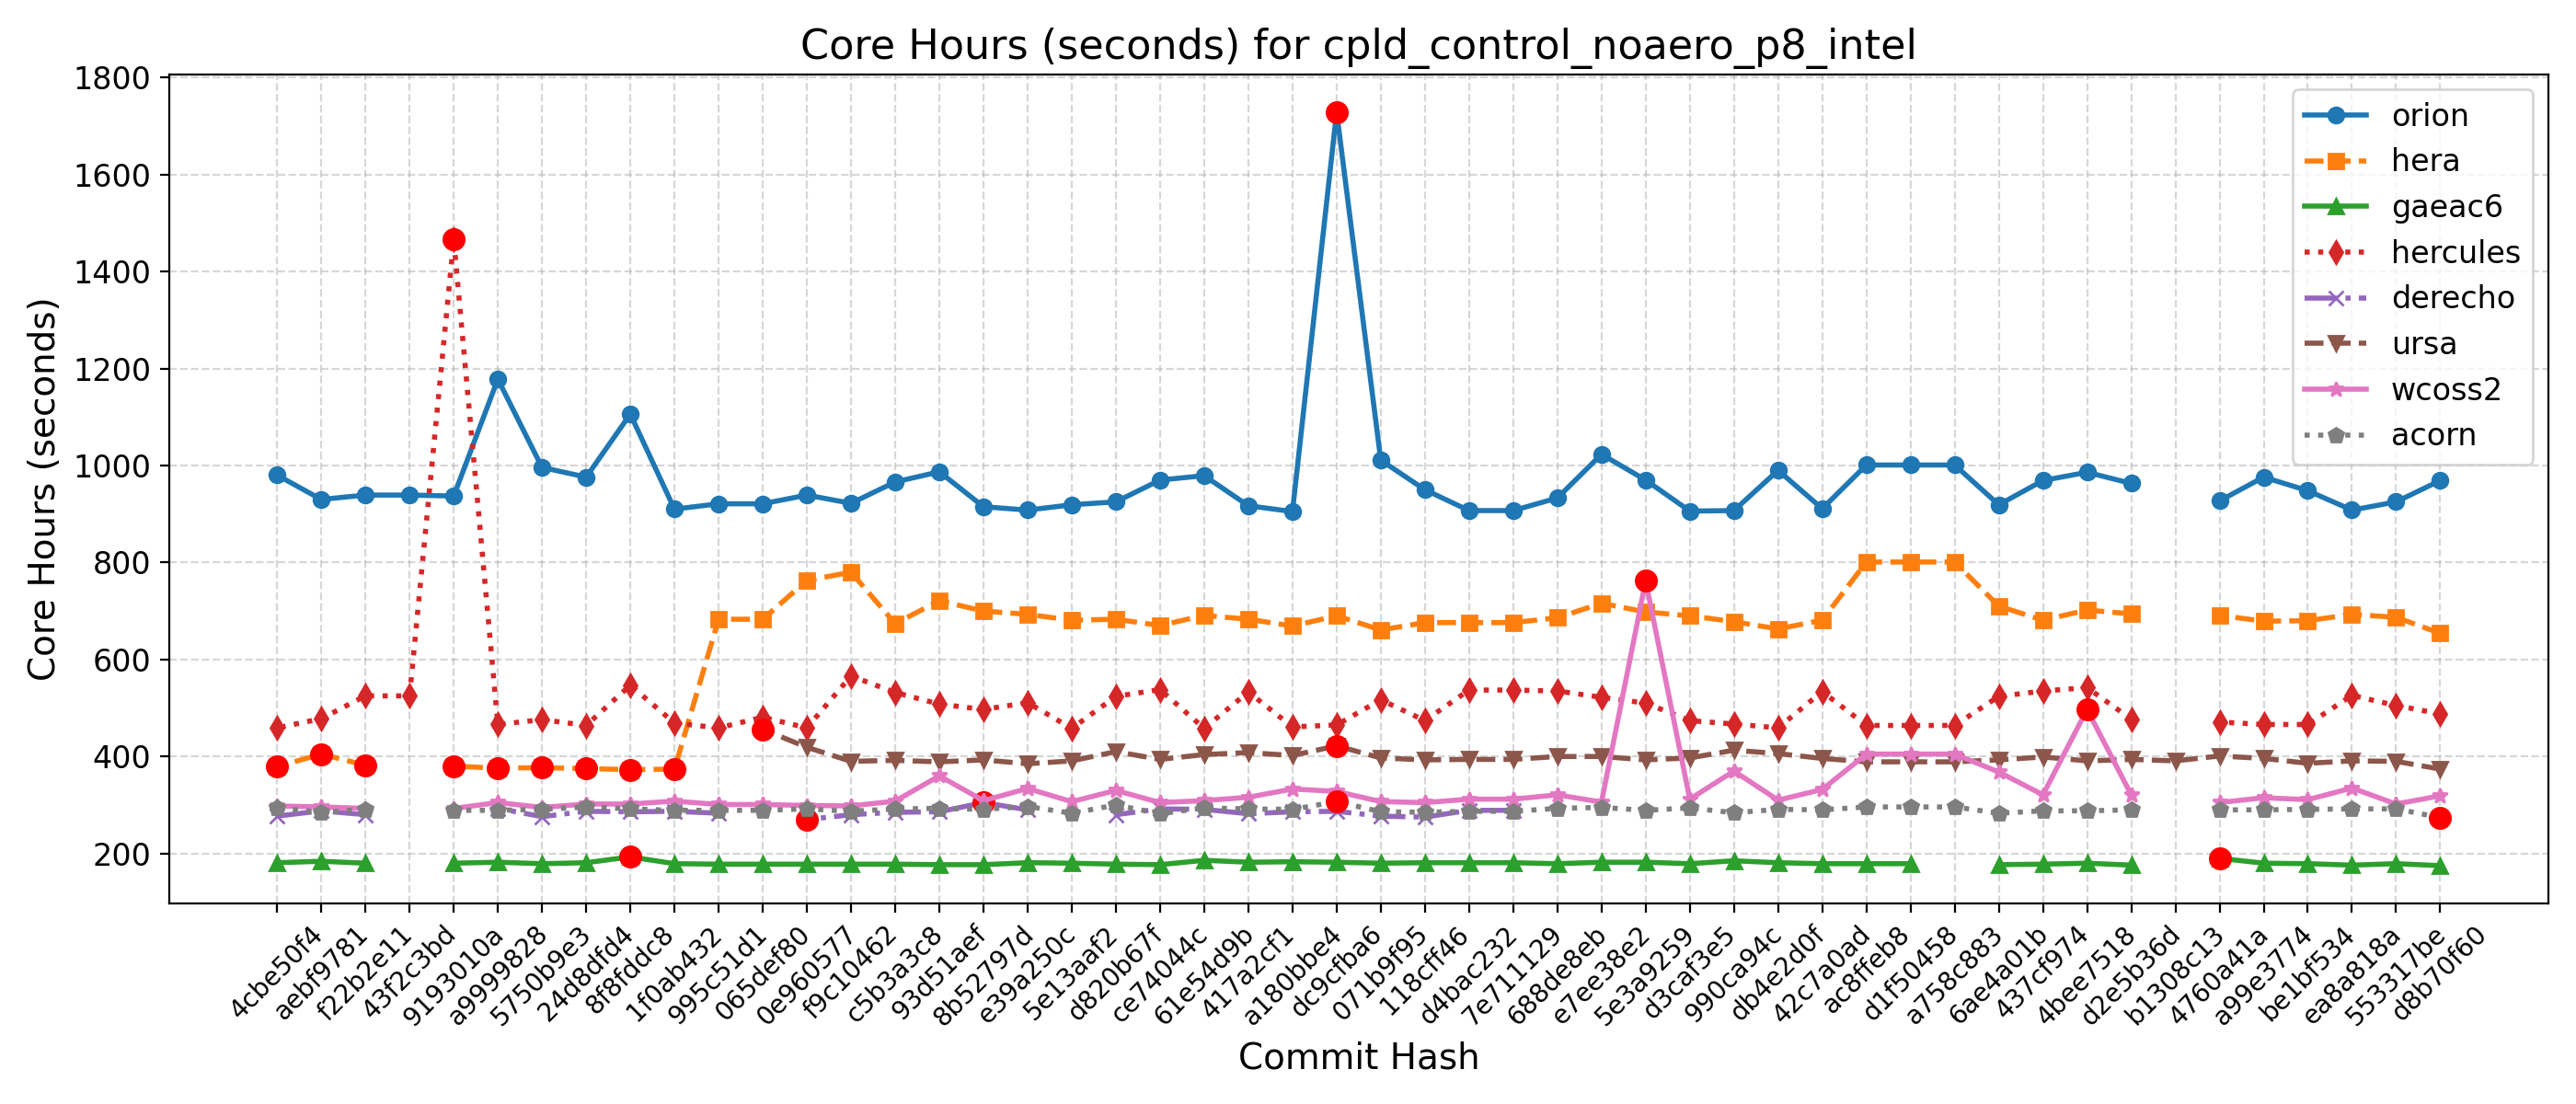 Core Hours (seconds) for cpld_control_noaero_p8_intel
Core Hours (seconds)
1800
1600
1400
1200
1000
800
600
400
200
orion
hera
gaeac6
hercules
derecho
ursa
wcoss2
acorn
4cbe50f4
aebf9781
f22b2e11
43f2c3bd
9193010a
a9999828
5750b9e3
24d8dfd4
8f8fddc8
1f0ab432
995c51d1
065def80
0e960577
f9c10462
c5b3a3c8
93d51aef
8b52797d
e39a250c
5e13aaf2
d820b67f
ce74044c
61e54d9b
417a2cf1
a180bbe4
dc9cfba6
071b9f95
118cff46
d4bac232
7e711129
688de8eb
e7ee38e2
5e3a9259
d3caf3e5
990ca94c
db4e2d0f
42c7a0ad
ac8ffeb8
d1f50458
a758c883
6ae4a01b
437cf974
4bee7518
d2e5b36d
b1308c13
4760a41a
a99e3774
be1bf534
ea8a818a
553317be
d8b70f60
Commit Hash